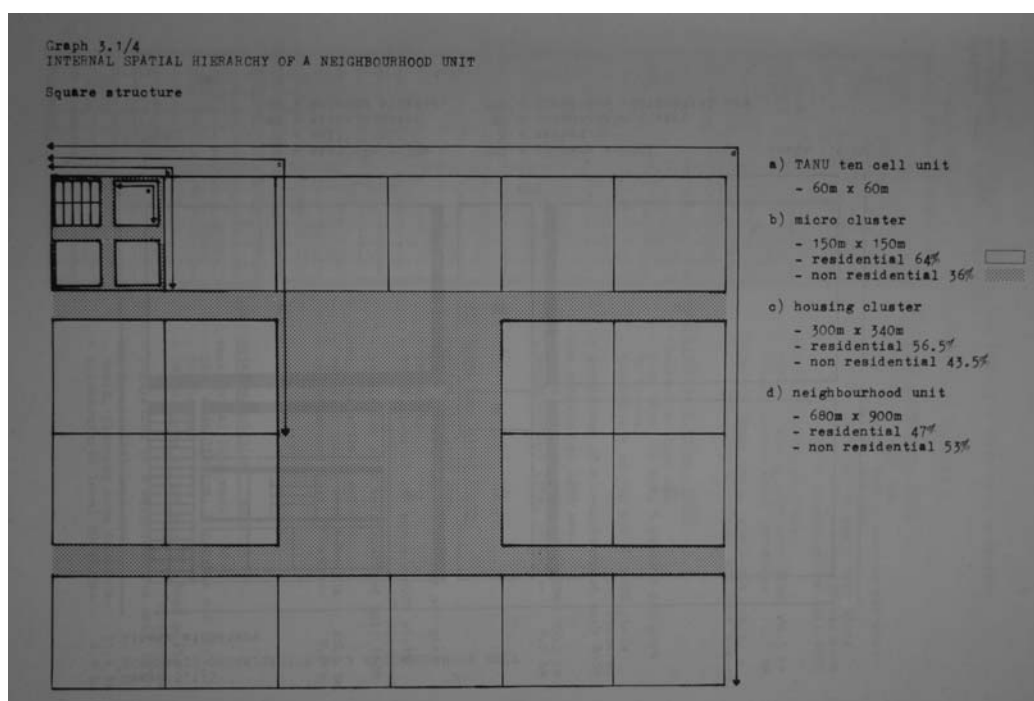 Graph 3.1/4
INTERNAL SPATIAL HIERARCHY OF A NEIGHBOURHOOD UNIT
Square structure
a) TANU ten cell unit
- 60m x 60m
b) micro cluster
- 150m x 150m
- residential 64%
- non residential 36%
c) housing cluster
- 300m x 340m
- residential 56.5%
- non residential 43.5%
d) neighbourhood unit
- 680m x 900m
- residential 47%
- non residential 53%